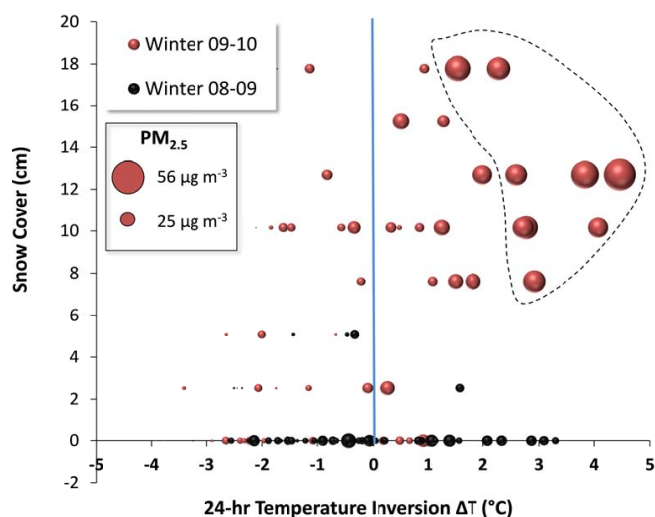 20
18
16
14
12
10
8
6
4
2
0
-2
Snow Cover (cm)
Winter 09-10
Winter 08-09
PM2.5
56 µg m-3
25 µg m-3
-5 -4 -3 -2 -1 0 1 2 3 4 5
24-hr Temperature Inversion ΔT (°C)